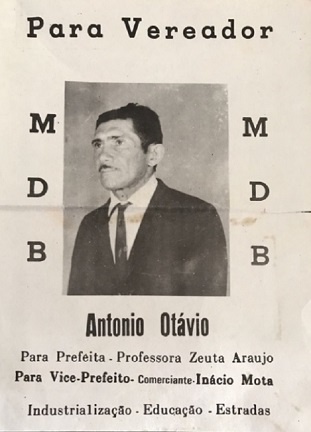 Para Vereador
M M
D D
B B
Antonio Otávio
Para Prefeita - Professora Zeuta Araujo
Para Vice-Prefeito- Comerciante- Inácio Mota
Industrialização - Educação - Estradas